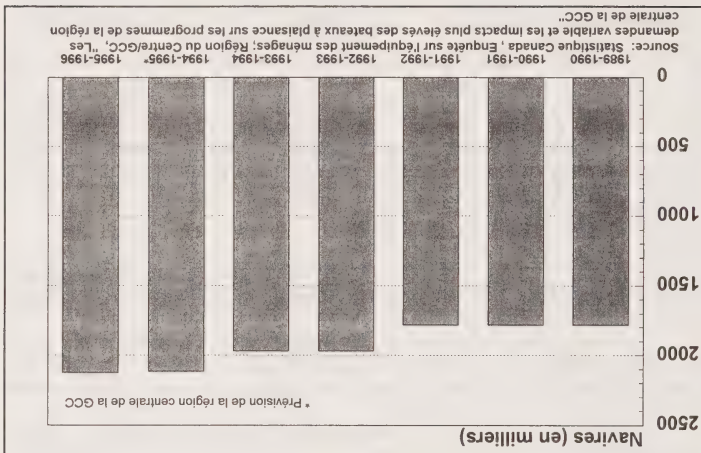 Navires (en milliers)
2500
* Prévision de la région centrale de la GCC
2000
1500
1000
500
0
1989-1990 1990-1991 1991-1992 1992-1993 1993-1994 1994-1995* 1995-1996
Source: Statistique Canada , Enquête sur l'équipement des ménages; Région du Centre/GCC, "Les
demandes variable et les impacts plus élevés des bateaux à plaisance sur les programmes de la région
centrale de la GCC"